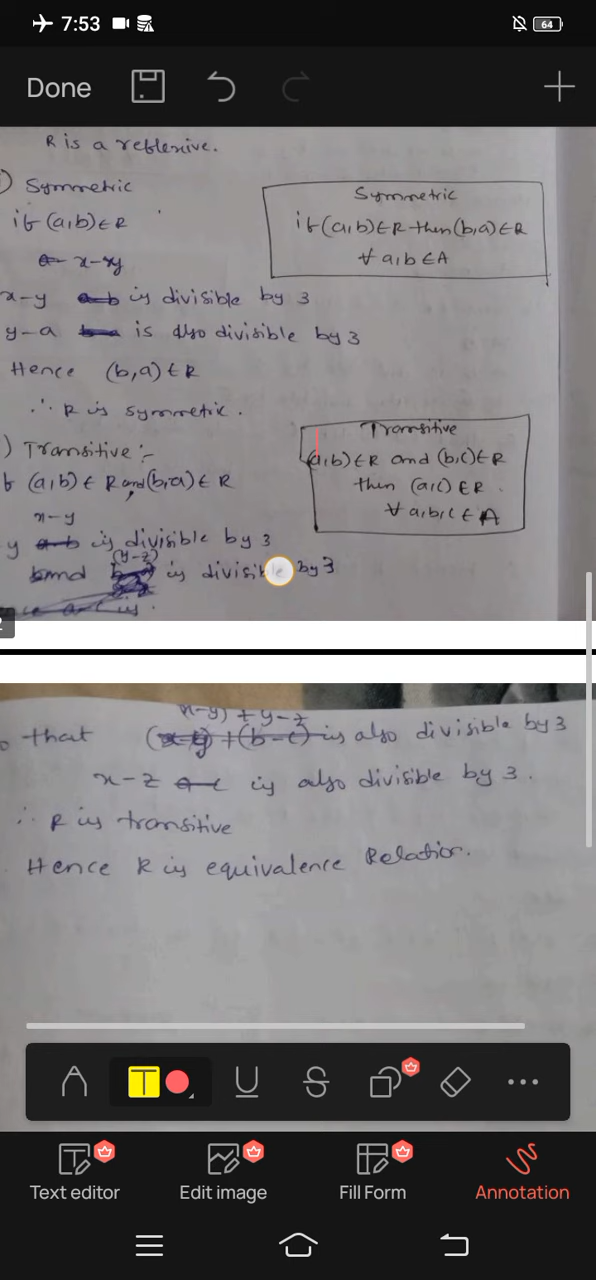 7:53
64
Done
R is a reflexive.
) Symmetric
if (a,b)∈R
x-y
x-y a-b is divisible by 3
y-a b-a is also divisible by 3
Hence (b,a)∈R
∴ R is symmetric.
Symmetric
if (a,b)∈R then (b,a)∈R
∀ a,b ∈A
) Transitive :-
f (a,b) ∈ R and (b,a) ∈ R
x-y
y a-b is divisible by 3
(y-z)
is divisible by 3
Transitive
(a,b)∈R and (b,c)∈R
then (a,c) ∈R.
∀ a,b,c ∈ A
x-y) + y-z
o that (x-y) + (b-c) is also divisible by 3
x-z a-c is also divisible by 3.
∴ R is transitive
Hence R is equivalence Relation.
T
U
S
Text editor
Edit image
Fill Form
Annotation